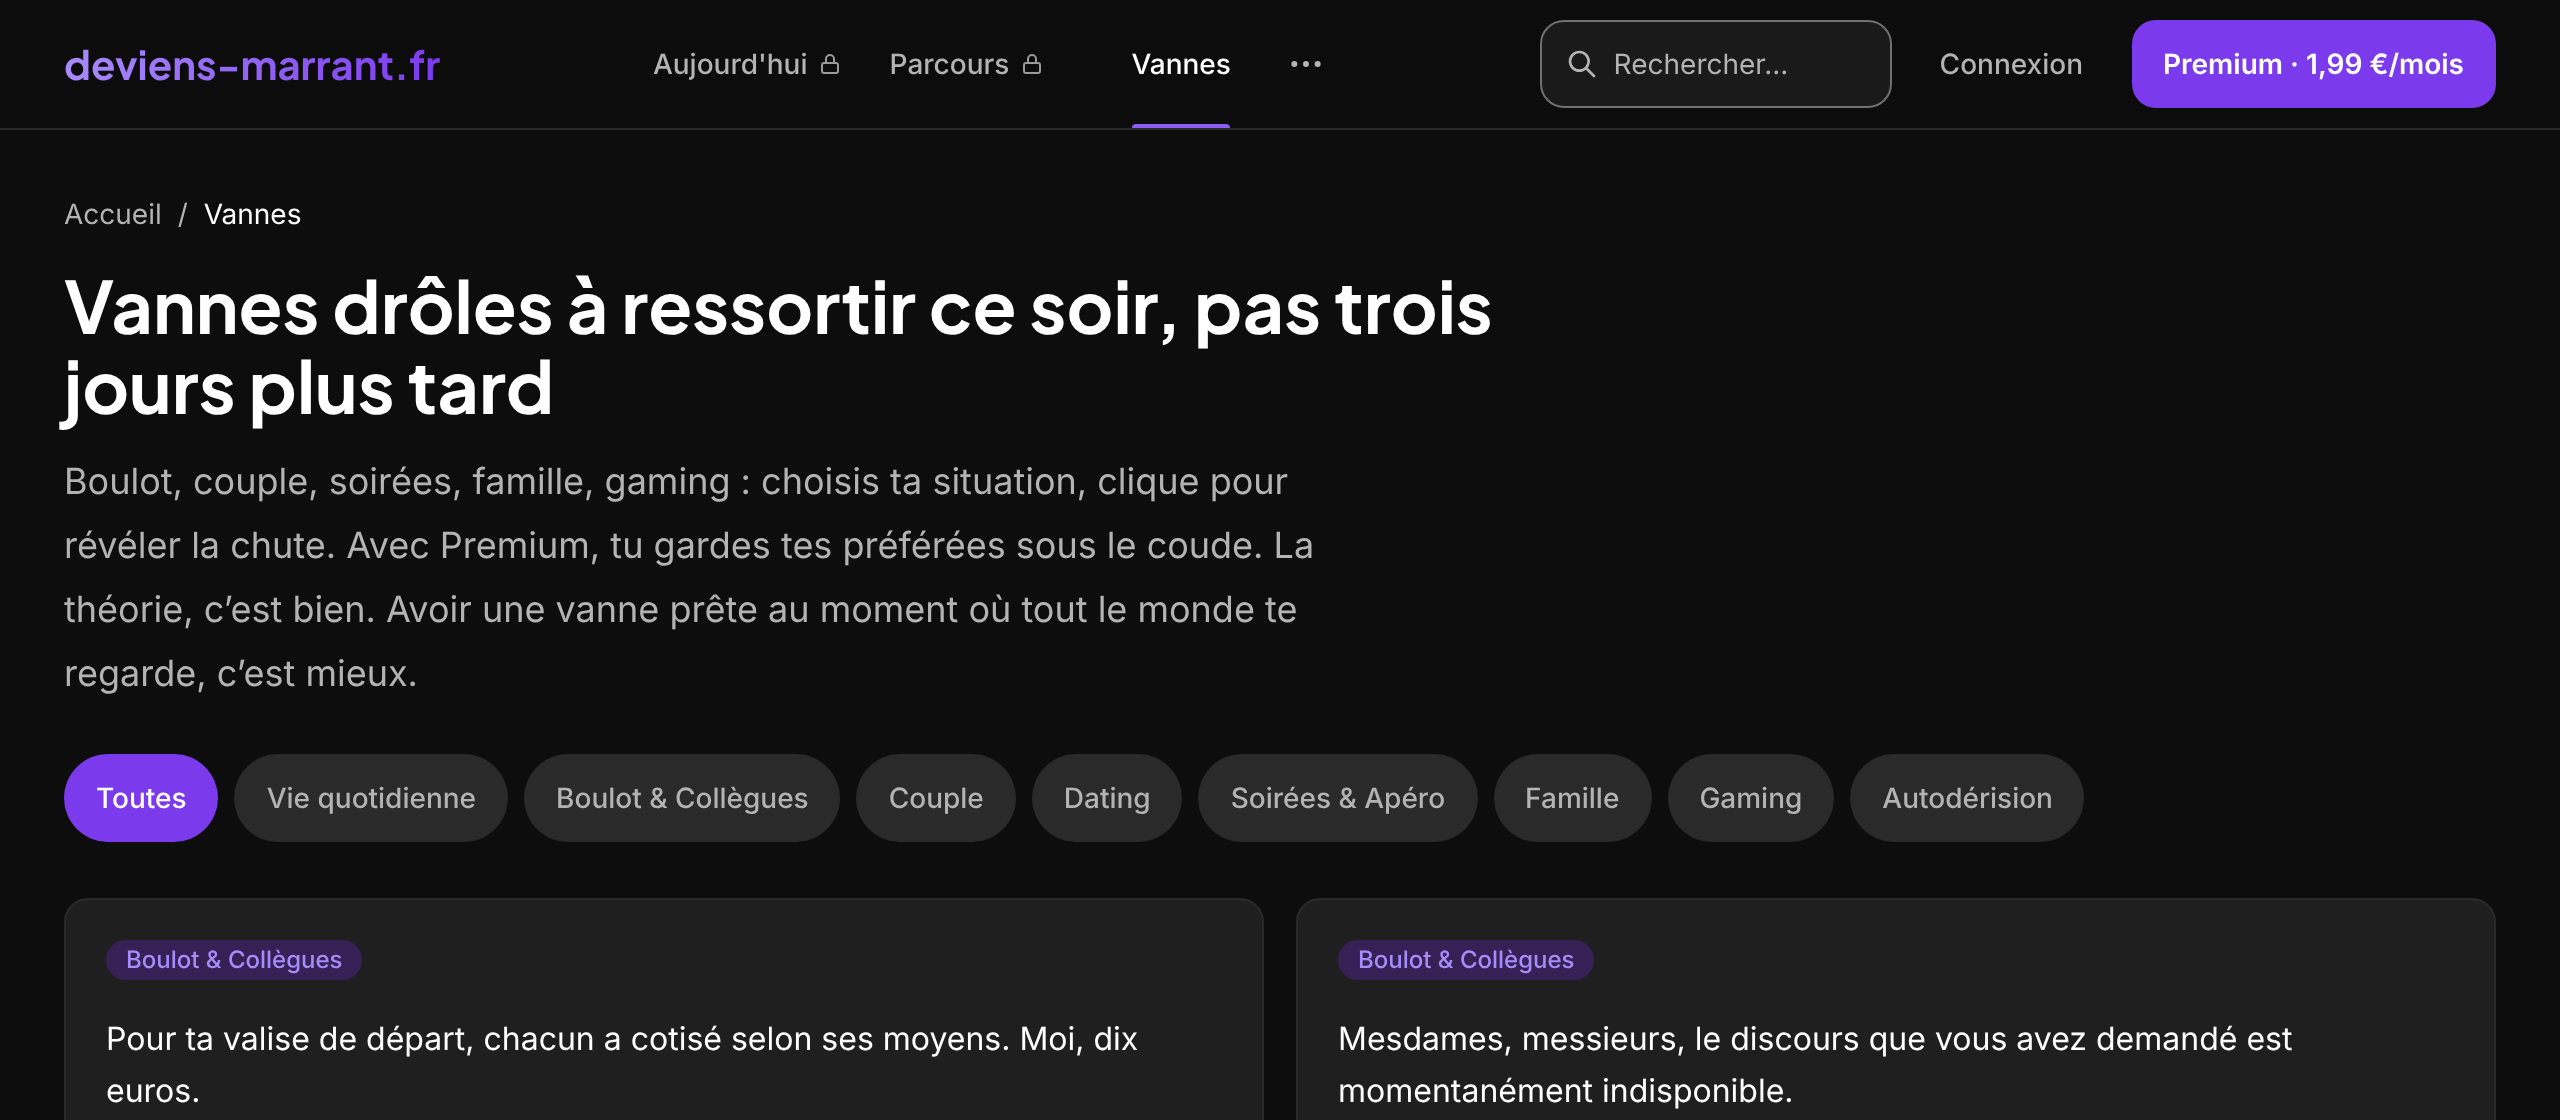 deviens-marrant.fr
Aujourd'hui
Parcours
Vannes
Rechercher...
Connexion
Premium · 1,99 €/mois
Accueil / Vannes
Vannes drôles à ressortir ce soir, pas trois
jours plus tard
Boulot, couple, soirées, famille, gaming : choisis ta situation, clique pour
révéler la chute. Avec Premium, tu gardes tes préférées sous le coude. La
théorie, c’est bien. Avoir une vanne prête au moment où tout le monde te
regarde, c’est mieux.
Toutes
Vie quotidienne
Boulot & Collègues
Couple
Dating
Soirées & Apéro
Famille
Gaming
Autodérision
Boulot & Collègues
Pour ta valise de départ, chacun a cotisé selon ses moyens. Moi, dix
euros.
Boulot & Collègues
Mesdames, messieurs, le discours que vous avez demandé est
momentanément indisponible.